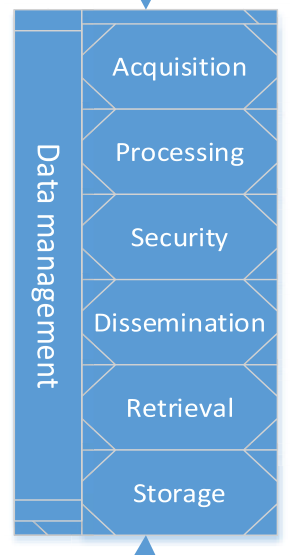 Data management
Acquisition
Processing
Security
Dissemination
Retrieval
Storage